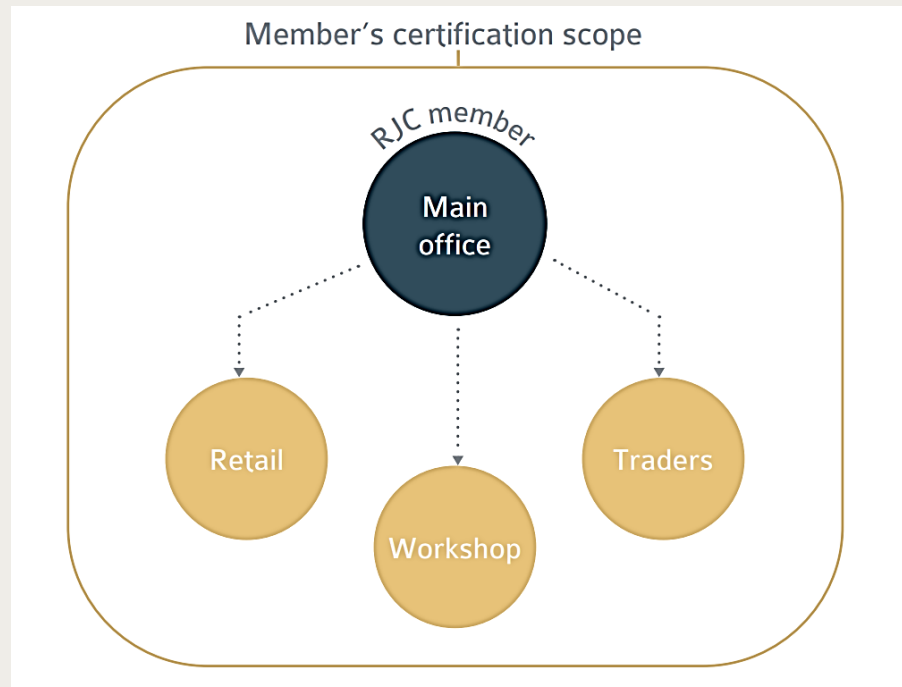 Member's certification scope
RJC member
Main
office
Retail
Traders
Workshop